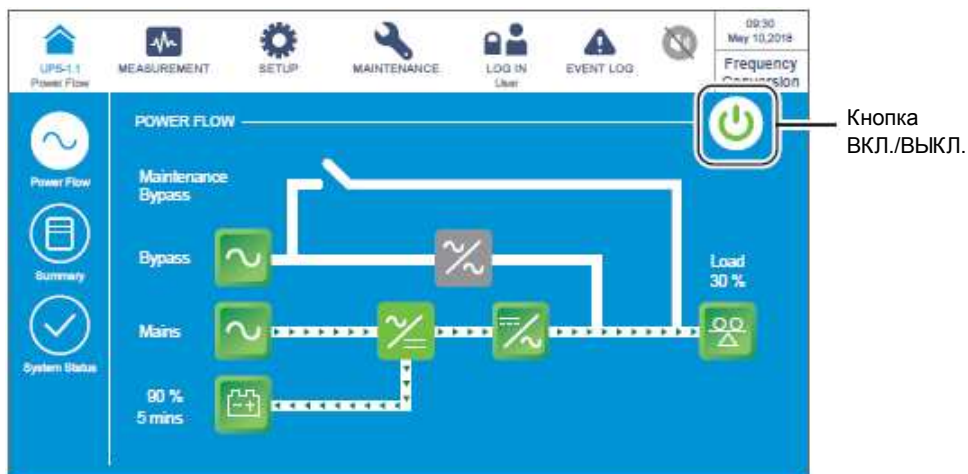 09:30
May 10,2018
UPS-1.1
Power Flow
MEASUREMENT
SETUP
MAINTENANCE
LOG IN
User
EVENT LOG
Frequency
Conversion
POWER FLOW
Кнопка
ВКЛ./ВЫКЛ.
Power Flow
Maintenance
Bypass
Summary
Bypass
Load
30 %
System Status
Mains
90 %
5 mins